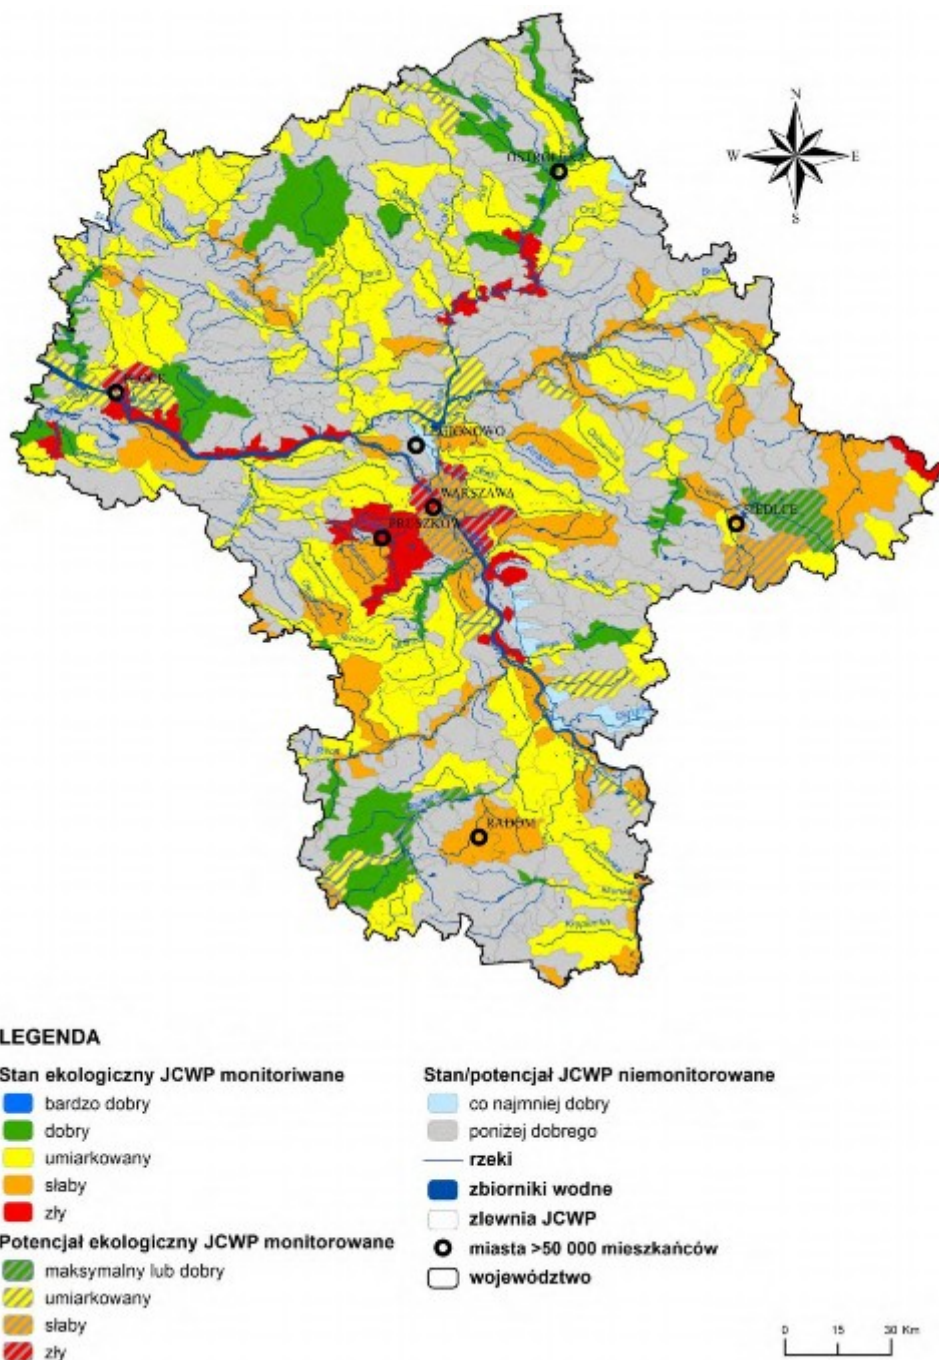 N
W
E
S
OSTROŁĘKA
PŁOCK
LEGIONOWO
WARSZAWA
PRUSZKÓW
SIEDLCE
RADOM
LEGENDA
Stan ekologiczny JCWP monitoriwane
bardzo dobry
dobry
umiarkowany
słaby
zły
Potencjał ekologiczny JCWP monitorowane
maksymalny lub dobry
umiarkowany
słaby
zły
Stan/potencjał JCWP niemonitorowane
co najmniej dobry
poniżej dobrego
rzeki
zbiorniki wodne
zlewnia JCWP
miasta >50 000 mieszkańców
województwo
0 15 30 Km